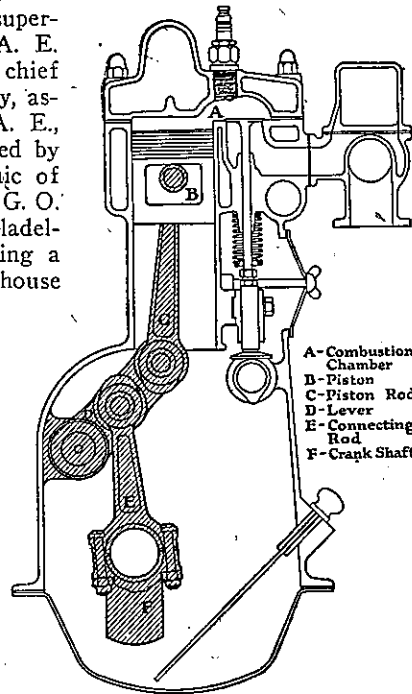 super-
A. E.
chief
y, as-
A. E.,
ed by
ic of
G. O.
-ladel-
ing a
house
A
B
C
D
E
F
A-Combustion
Chamber
B-Piston
C-Piston Rod
D-Lever
E-Connecting
Rod
F-Crank Shaft